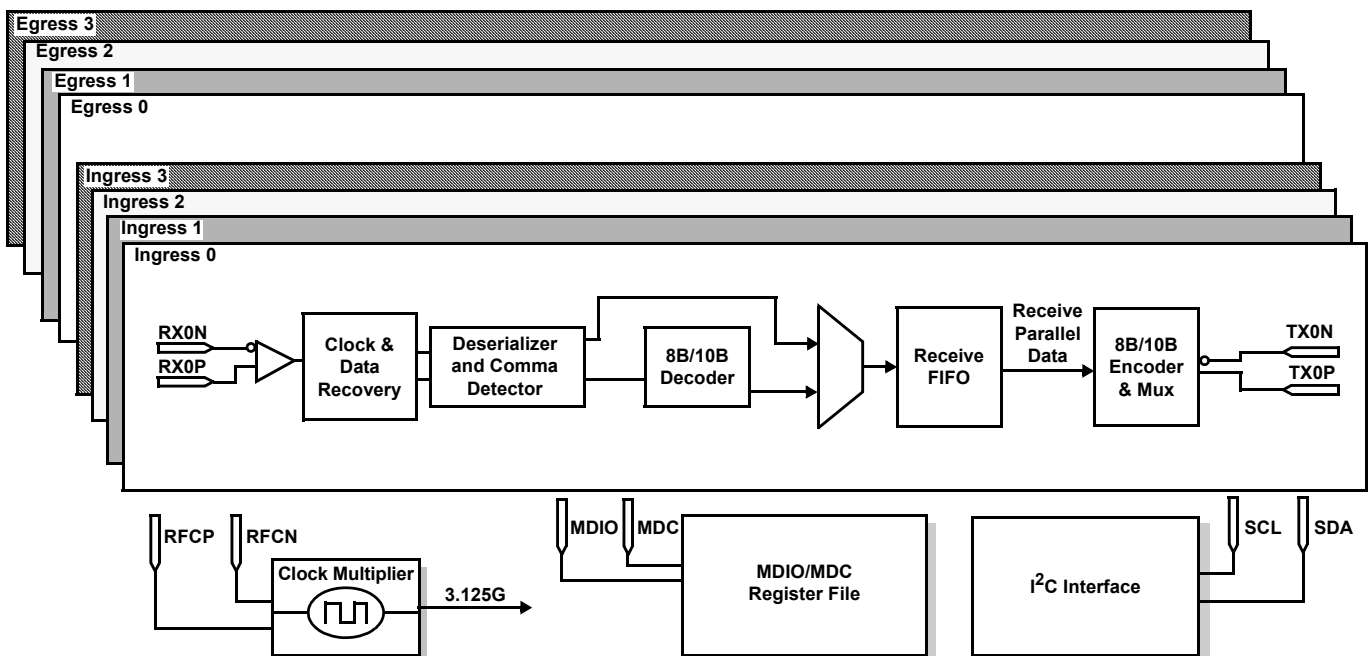 Egress 3
Egress 2
Egress 1
Egress 0
Ingress 3
Ingress 2
Ingress 1
Ingress 0
RX0N
RX0P
Clock &
Data
Recovery
Deserializer
and Comma
Detector
8B/10B
Decoder
Receive
FIFO
Receive
Parallel
Data
8B/10B
Encoder
& Mux
TX0N
TX0P
RFCP
RFCN
Clock Multiplier
3.125G
MDIO
MDC
MDIO/MDC
Register File
I²C Interface
SCL
SDA